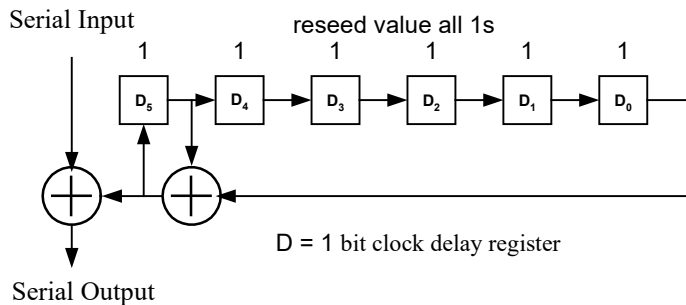 Serial Input
reseed value all 1s
1 1 1 1 1 1
D5 D4 D3 D2 D1 D0
D = 1 bit clock delay register
Serial Output